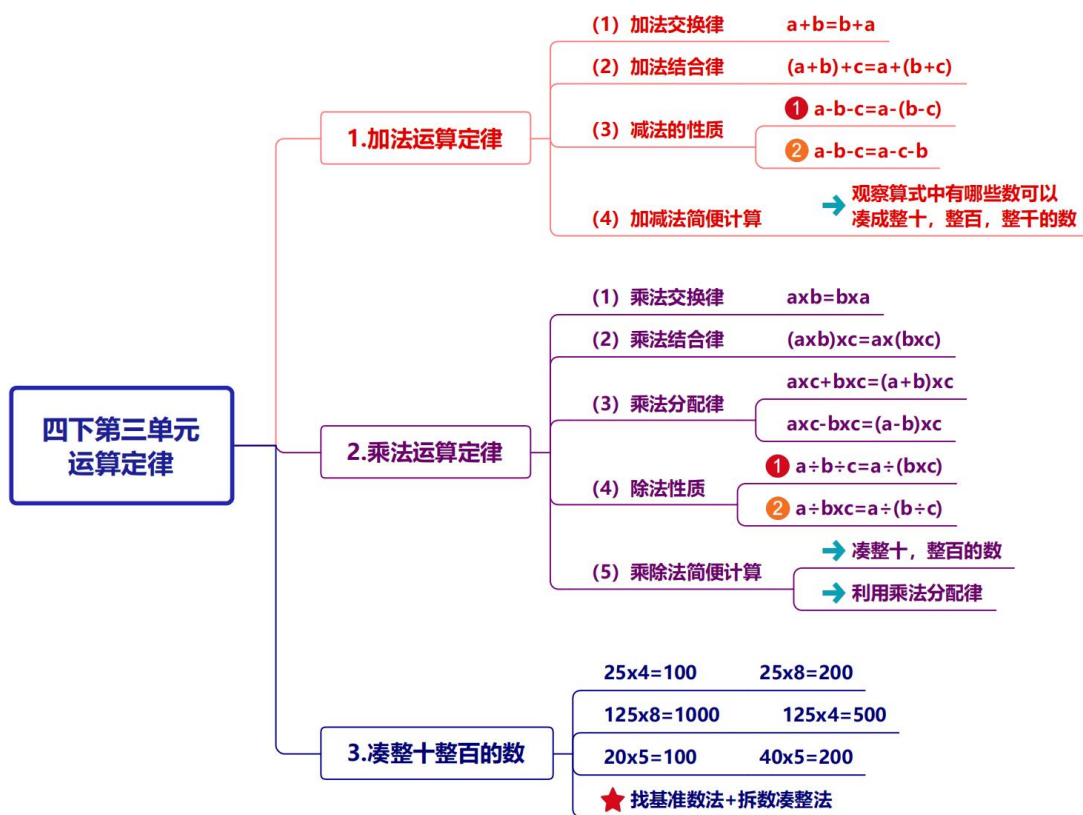 四下第三单元
运算定律
1.加法运算定律
(1) 加法交换律 a+b=b+a
(2) 加法结合律 (a+b)+c=a+(b+c)
(3) 减法的性质
1 a-b-c=a-(b-c)
2 a-b-c=a-c-b
(4) 加减法简便计算
观察算式中有哪些数可以
凑成整十，整百，整千的数
2.乘法运算定律
(1) 乘法交换律 axb=bxa
(2) 乘法结合律 (axb)xc=ax(bxc)
(3) 乘法分配律
axc+bxc=(a+b)xc
axc-bxc=(a-b)xc
(4) 除法性质
1 a÷b÷c=a÷(bxc)
2 a÷bxc=a÷(b÷c)
(5) 乘除法简便计算
凑整十，整百的数
利用乘法分配律
3.凑整十整百的数
25x4=100 25x8=200
125x8=1000 125x4=500
20x5=100 40x5=200
找基准数法+拆数凑整法